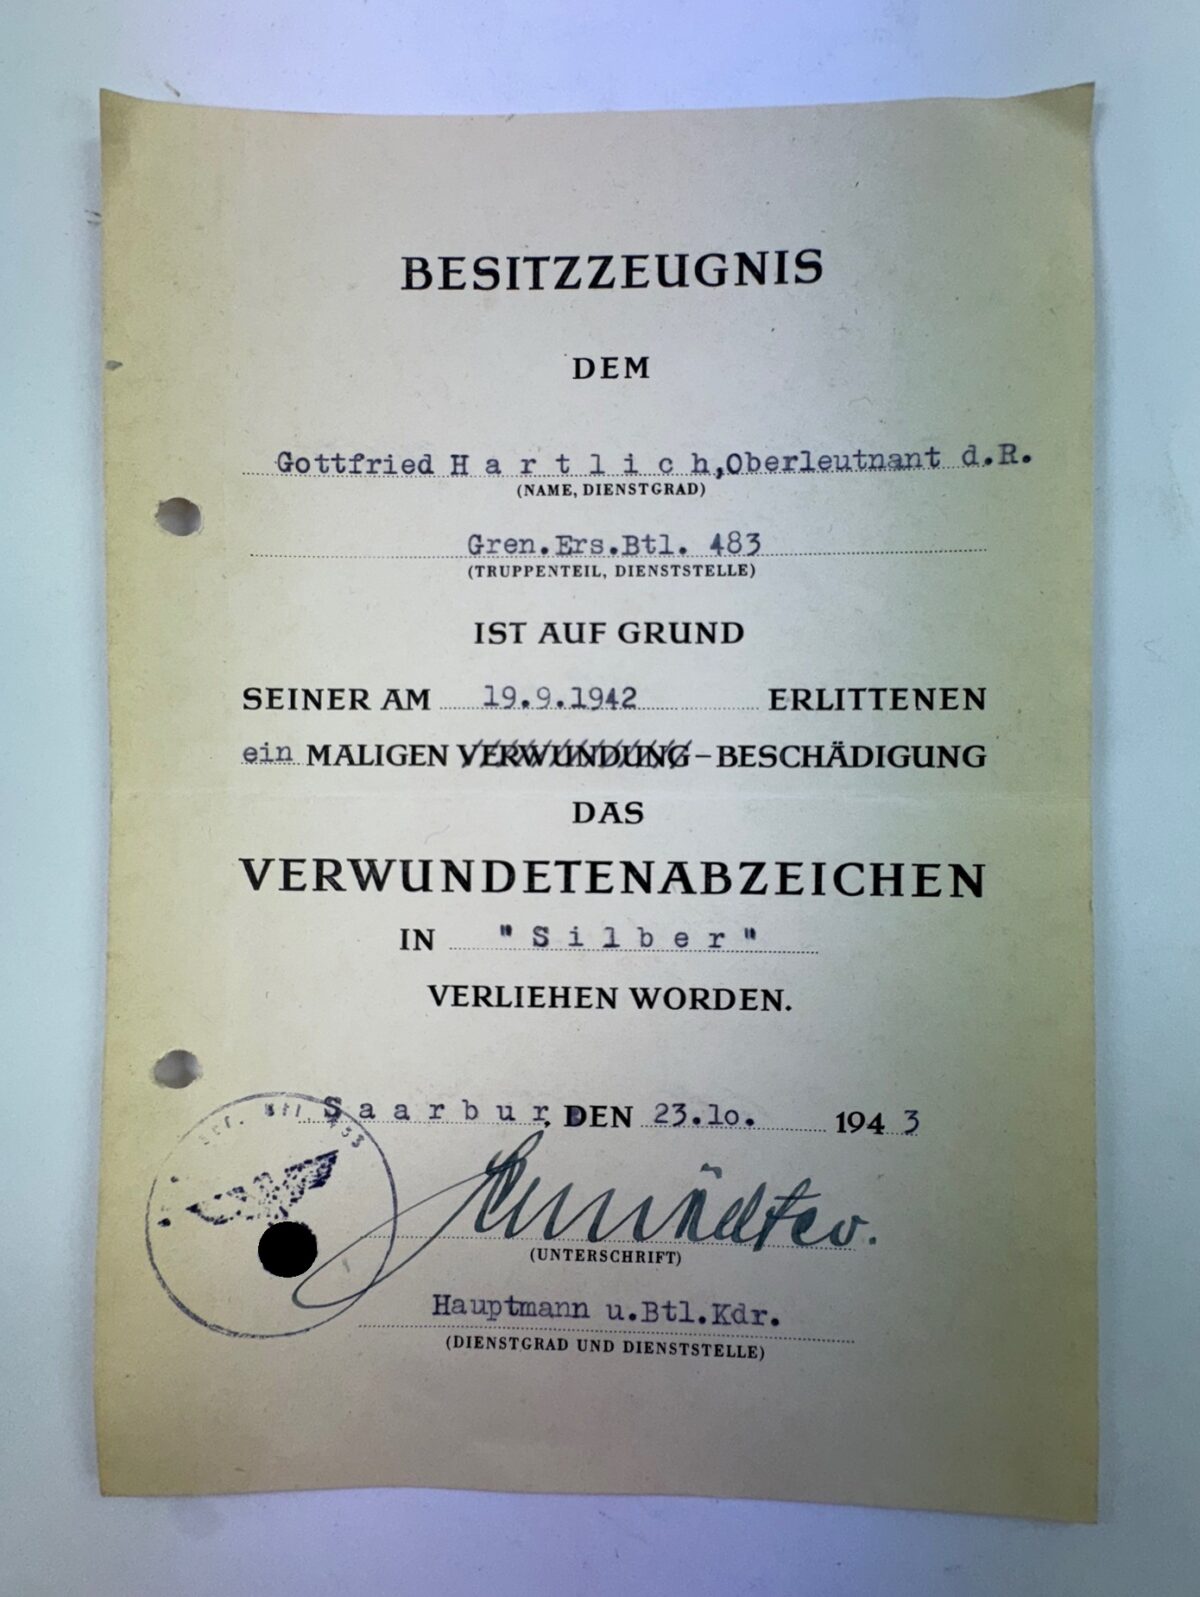 BESITZZEUGNIS
DEM
Gottfried H a r t l i c h,Oberleutnant d.R.
(NAME, DIENSTGRAD)
Gren.Ers.Btl. 483
(TRUPPENTEIL, DIENSTSTELLE)
IST AUF GRUND
SEINER AM 19.9.1942 ERLITTENEN
ein MALIGEN VERWUNDUNG-BESCHÄDIGUNG
DAS
VERWUNDETENABZEICHEN
IN "S i l b e r"
VERLIEHEN WORDEN.
S a a r b u r, DEN 23.10. 194 3
(UNTERSCHRIFT)
Hauptmann u.Btl.Kdr.
(DIENSTGRAD UND DIENSTSTELLE)